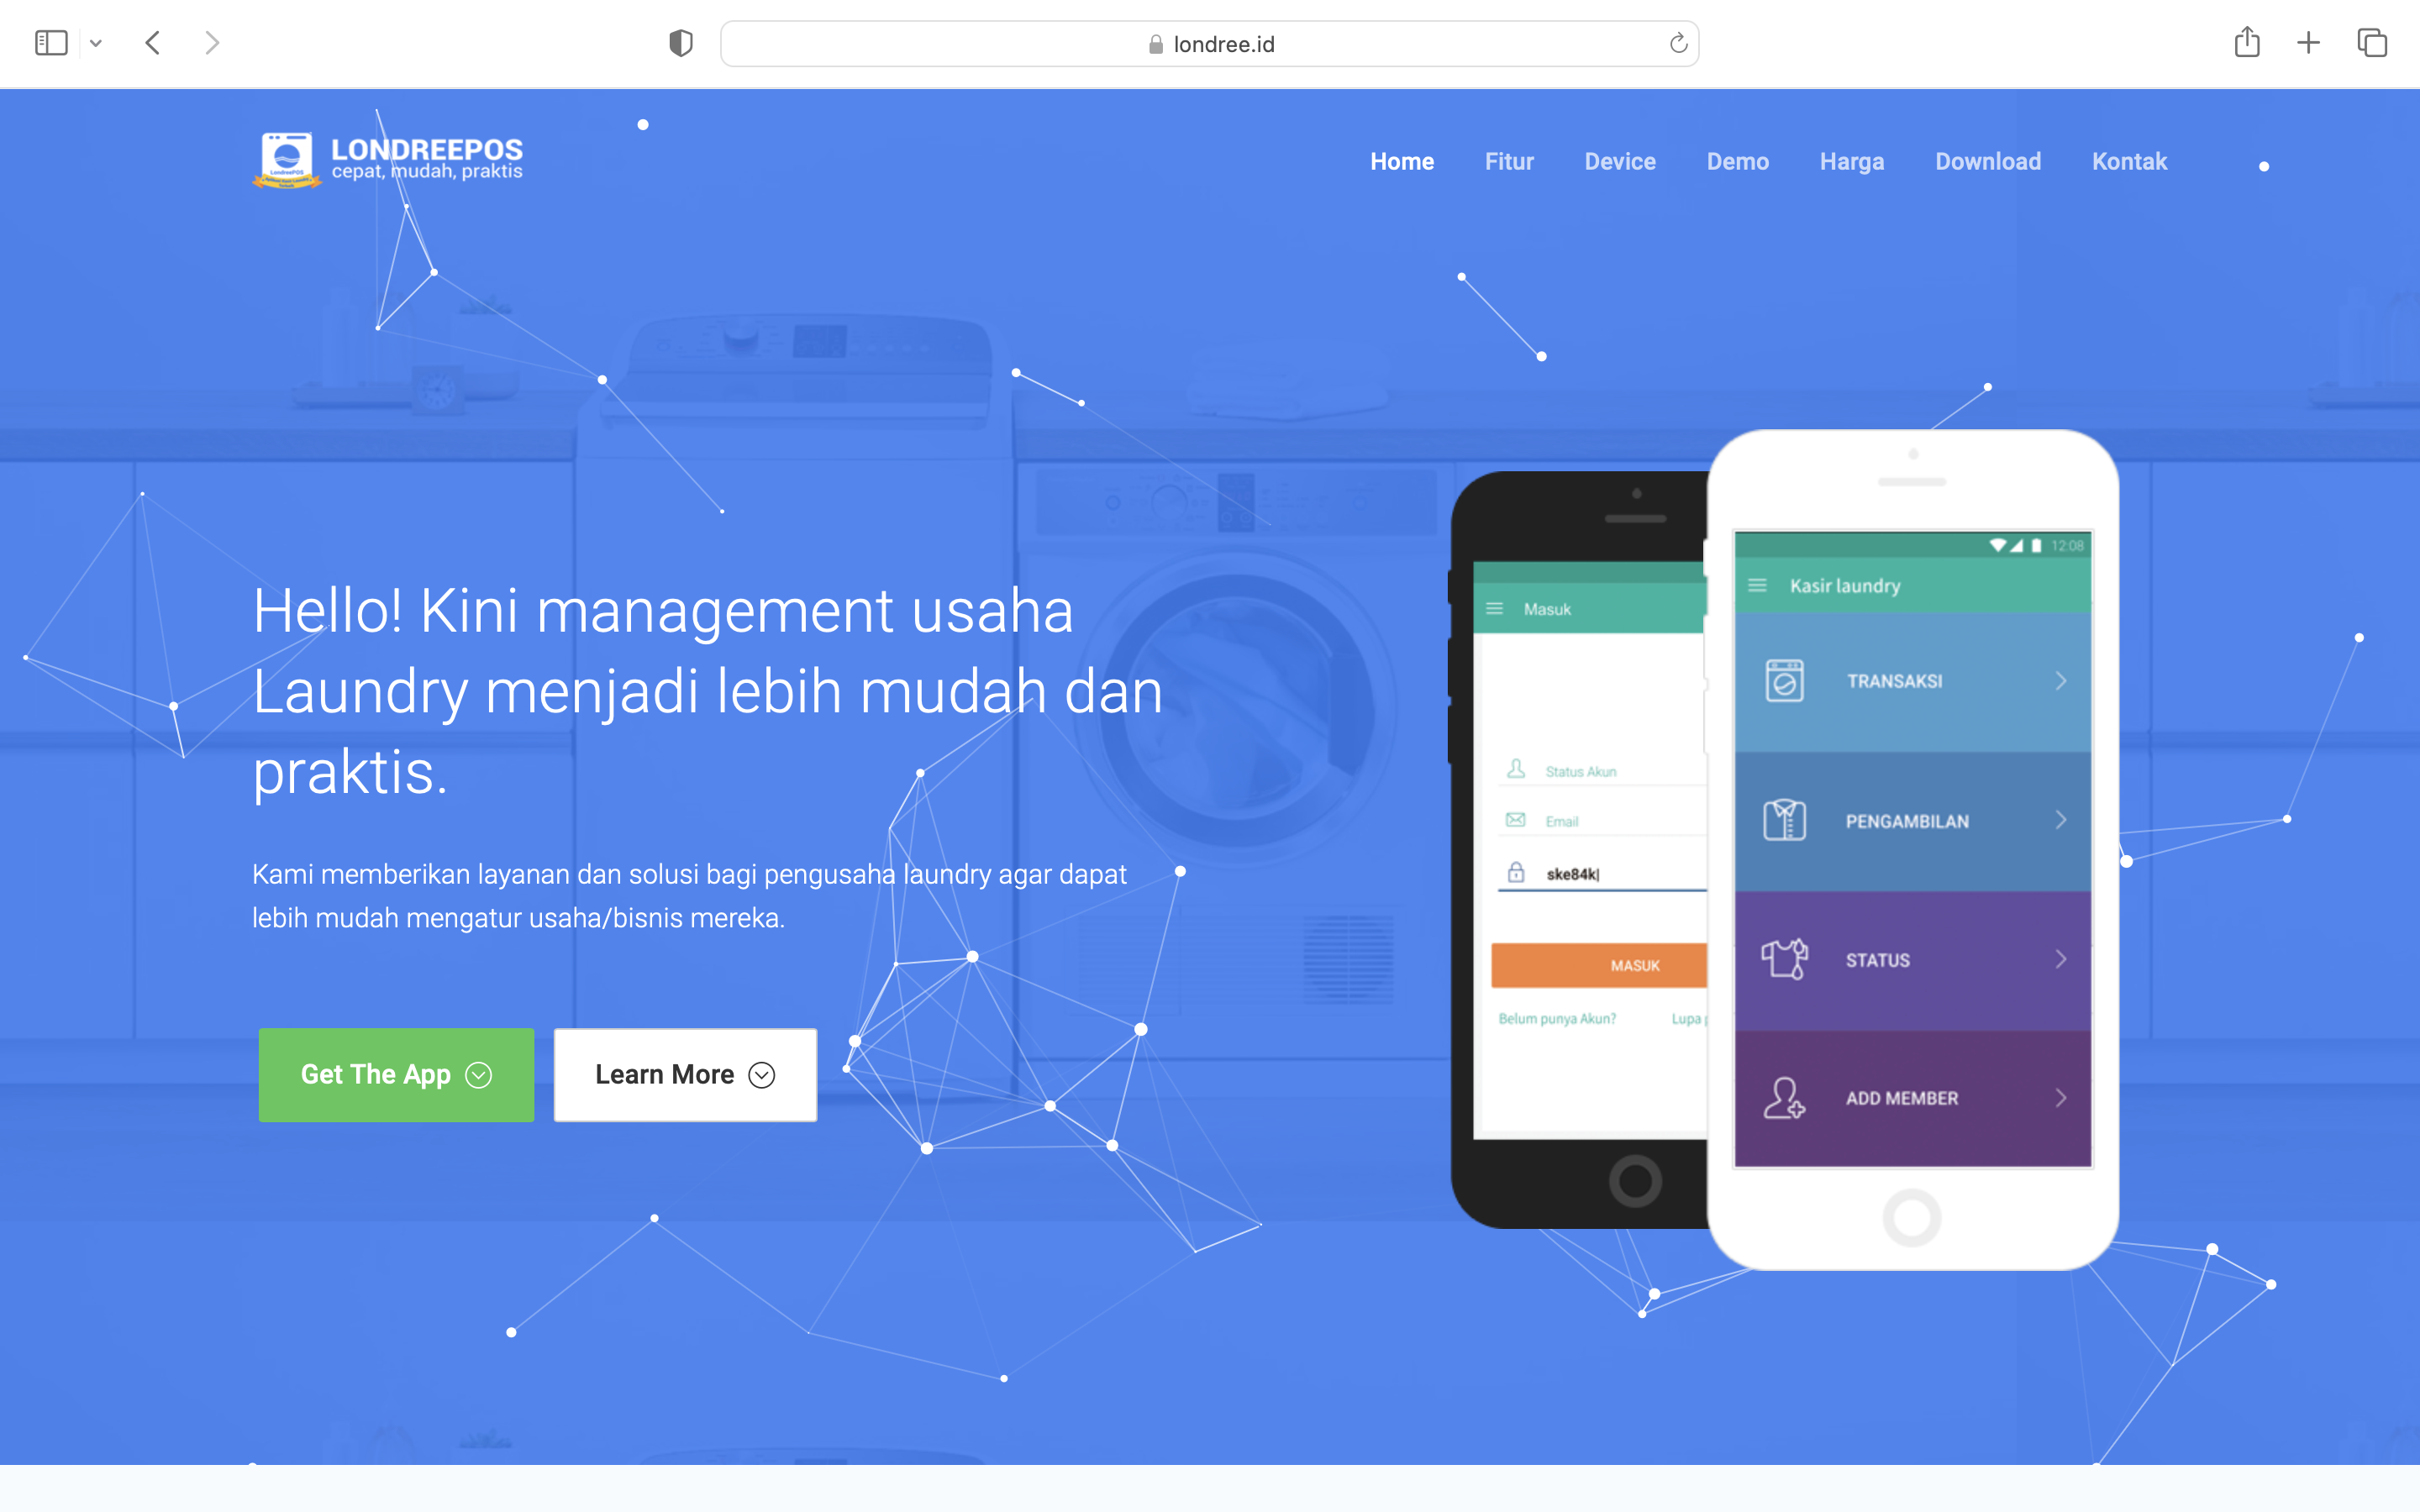 londree.id
LONDREEPOS
cepat, mudah, praktis
Home
Fitur
Device
Demo
Harga
Download
Kontak
Hello! Kini management usaha
Laundry menjadi lebih mudah dan
praktis.
Kami memberikan layanan dan solusi bagi pengusaha laundry agar dapat
lebih mudah mengatur usaha/bisnis mereka.
Get The App
Learn More
Masuk
Status Akun
Email
ske84k
MASUK
Belum punya Akun?
Lupa
12:08
Kasir laundry
TRANSAKSI
PENGAMBILAN
STATUS
ADD MEMBER